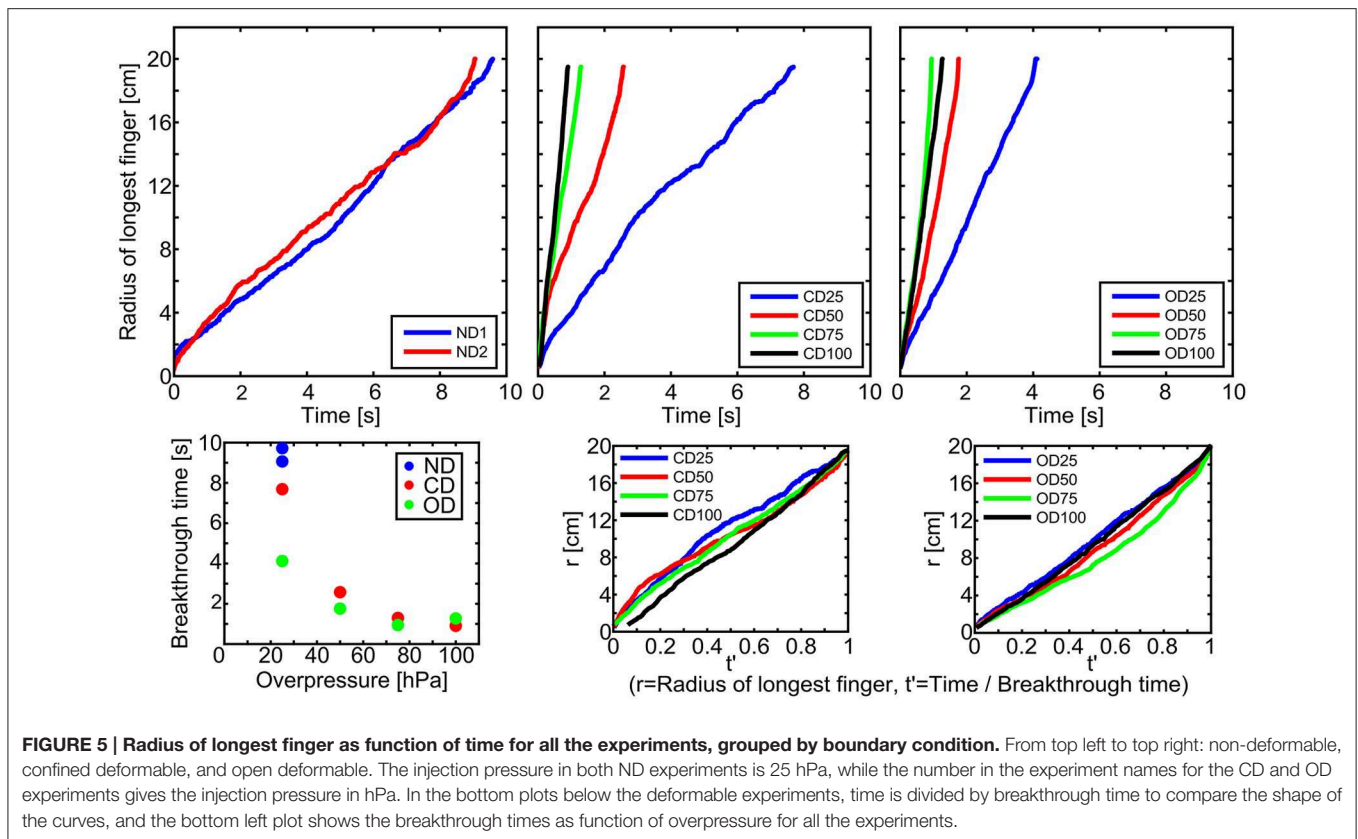 Radius of longest finger [cm]
20
16
12
8
4
0
0 2 4 6 8 10
Time [s]
ND1
ND2
0 2 4 6 8 10
Time [s]
CD25
CD50
CD75
CD100
0 2 4 6 8 10
Time [s]
OD25
OD50
OD75
OD100
Breakthrough time [s]
10
8
6
4
2
0 20 40 60 80 100
Overpressure [hPa]
ND
CD
OD
r [cm]
20
16
12
8
4
0
0 0.2 0.4 0.6 0.8 1
t'
CD25
CD50
CD75
CD100
r [cm]
20
16
12
8
4
0
0 0.2 0.4 0.6 0.8 1
t'
OD25
OD50
OD75
OD100
(r=Radius of longest finger, t'=Time / Breakthrough time)
FIGURE 5 | Radius of longest finger as function of time for all the experiments, grouped by boundary condition. From top left to top right: non-deformable,
confined deformable, and open deformable. The injection pressure in both ND experiments is 25 hPa, while the number in the experiment names for the CD and OD
experiments gives the injection pressure in hPa. In the bottom plots below the deformable experiments, time is divided by breakthrough time to compare the shape of
the curves, and the bottom left plot shows the breakthrough times as function of overpressure for all the experiments.